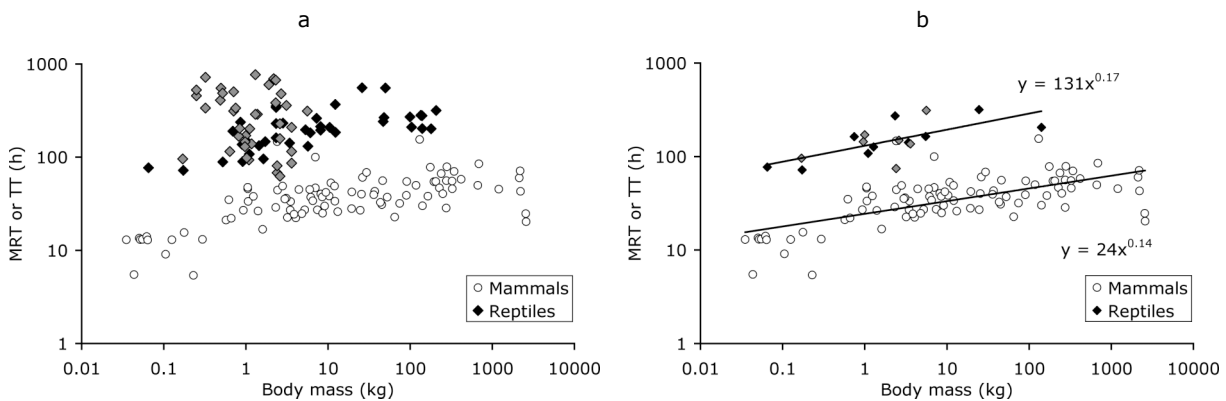 a
1000
100
10
1
0.01
0.1
1
10
100
1000
10000
MRT or TT (h)
Body mass (kg)
Mammals
Reptiles
b
1000
100
10
1
0.01
0.1
1
10
100
1000
10000
MRT or TT (h)
Body mass (kg)
y = 131x^0.17
y = 24x^0.14
Mammals
Reptiles